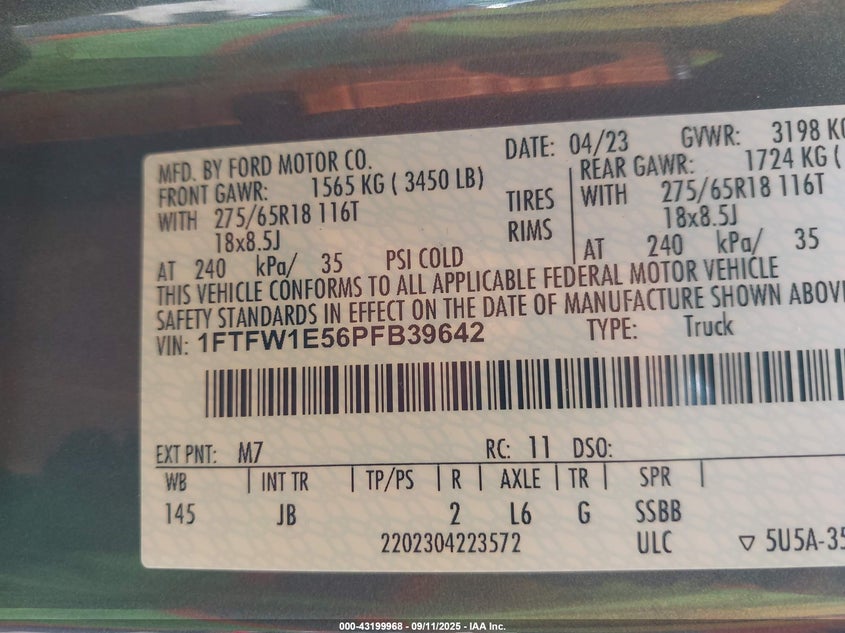 MFD. BY FORD MOTOR CO.
DATE: 04/23
GVWR: 3198 KG
FRONT GAWR: 1565 KG ( 3450 LB)
REAR GAWR: 1724 KG (
WITH 275/65R18 116T
TIRES
WITH 275/65R18 116T
18x8.5J
RIMS
18x8.5J
AT 240 kPa/ 35 PSI COLD
AT 240 kPa/ 35
THIS VEHICLE CONFORMS TO ALL APPLICABLE FEDERAL MOTOR VEHICLE
SAFETY STANDARDS IN EFFECT ON THE DATE OF MANUFACTURE SHOWN ABOVE
VIN: 1FTFW1E56PFB39642
TYPE: Truck
EXT PNT: M7
RC: 11 DSO:
WB | INT TR | TP/PS | R | AXLE | TR | SPR |
145 JB 2 L6 G SSBB
2202304223572
ULC
▽ 5U5A-35
000-43199968 - 09/11/2025 - IAA Inc.